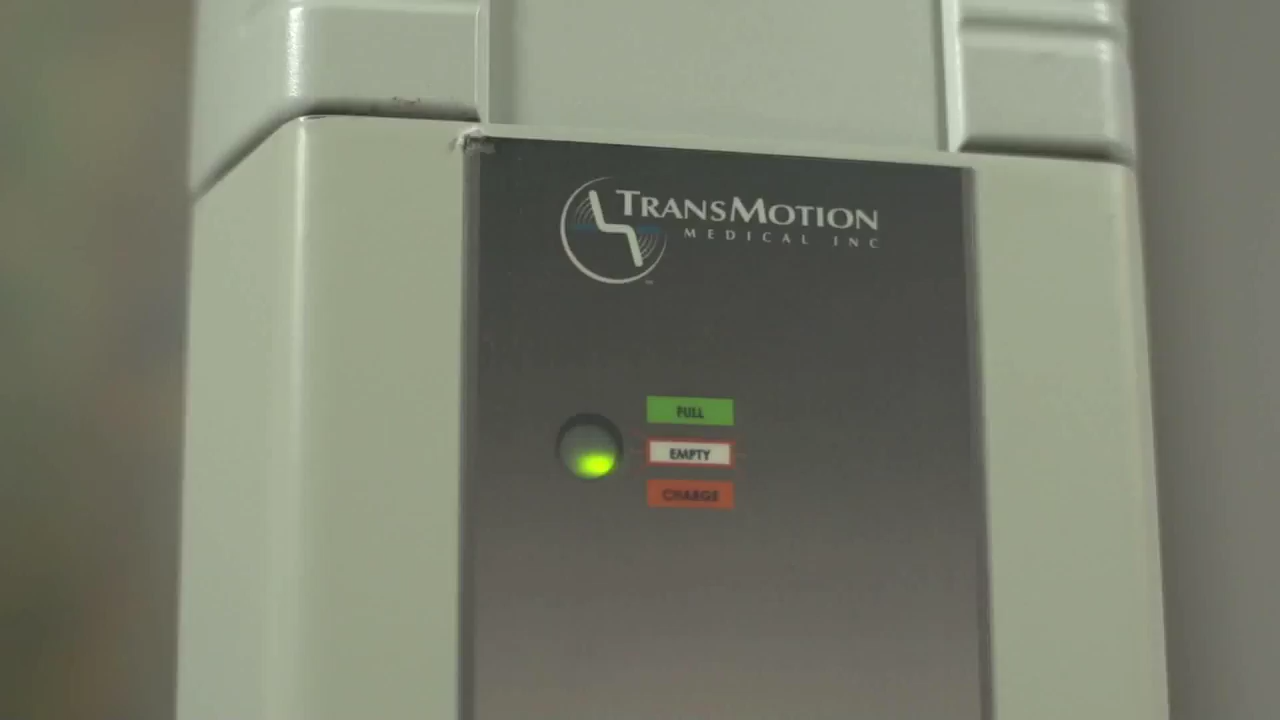 TRANSMOTION
MEDICAL INC
FULL
EMPTY
CHARGE